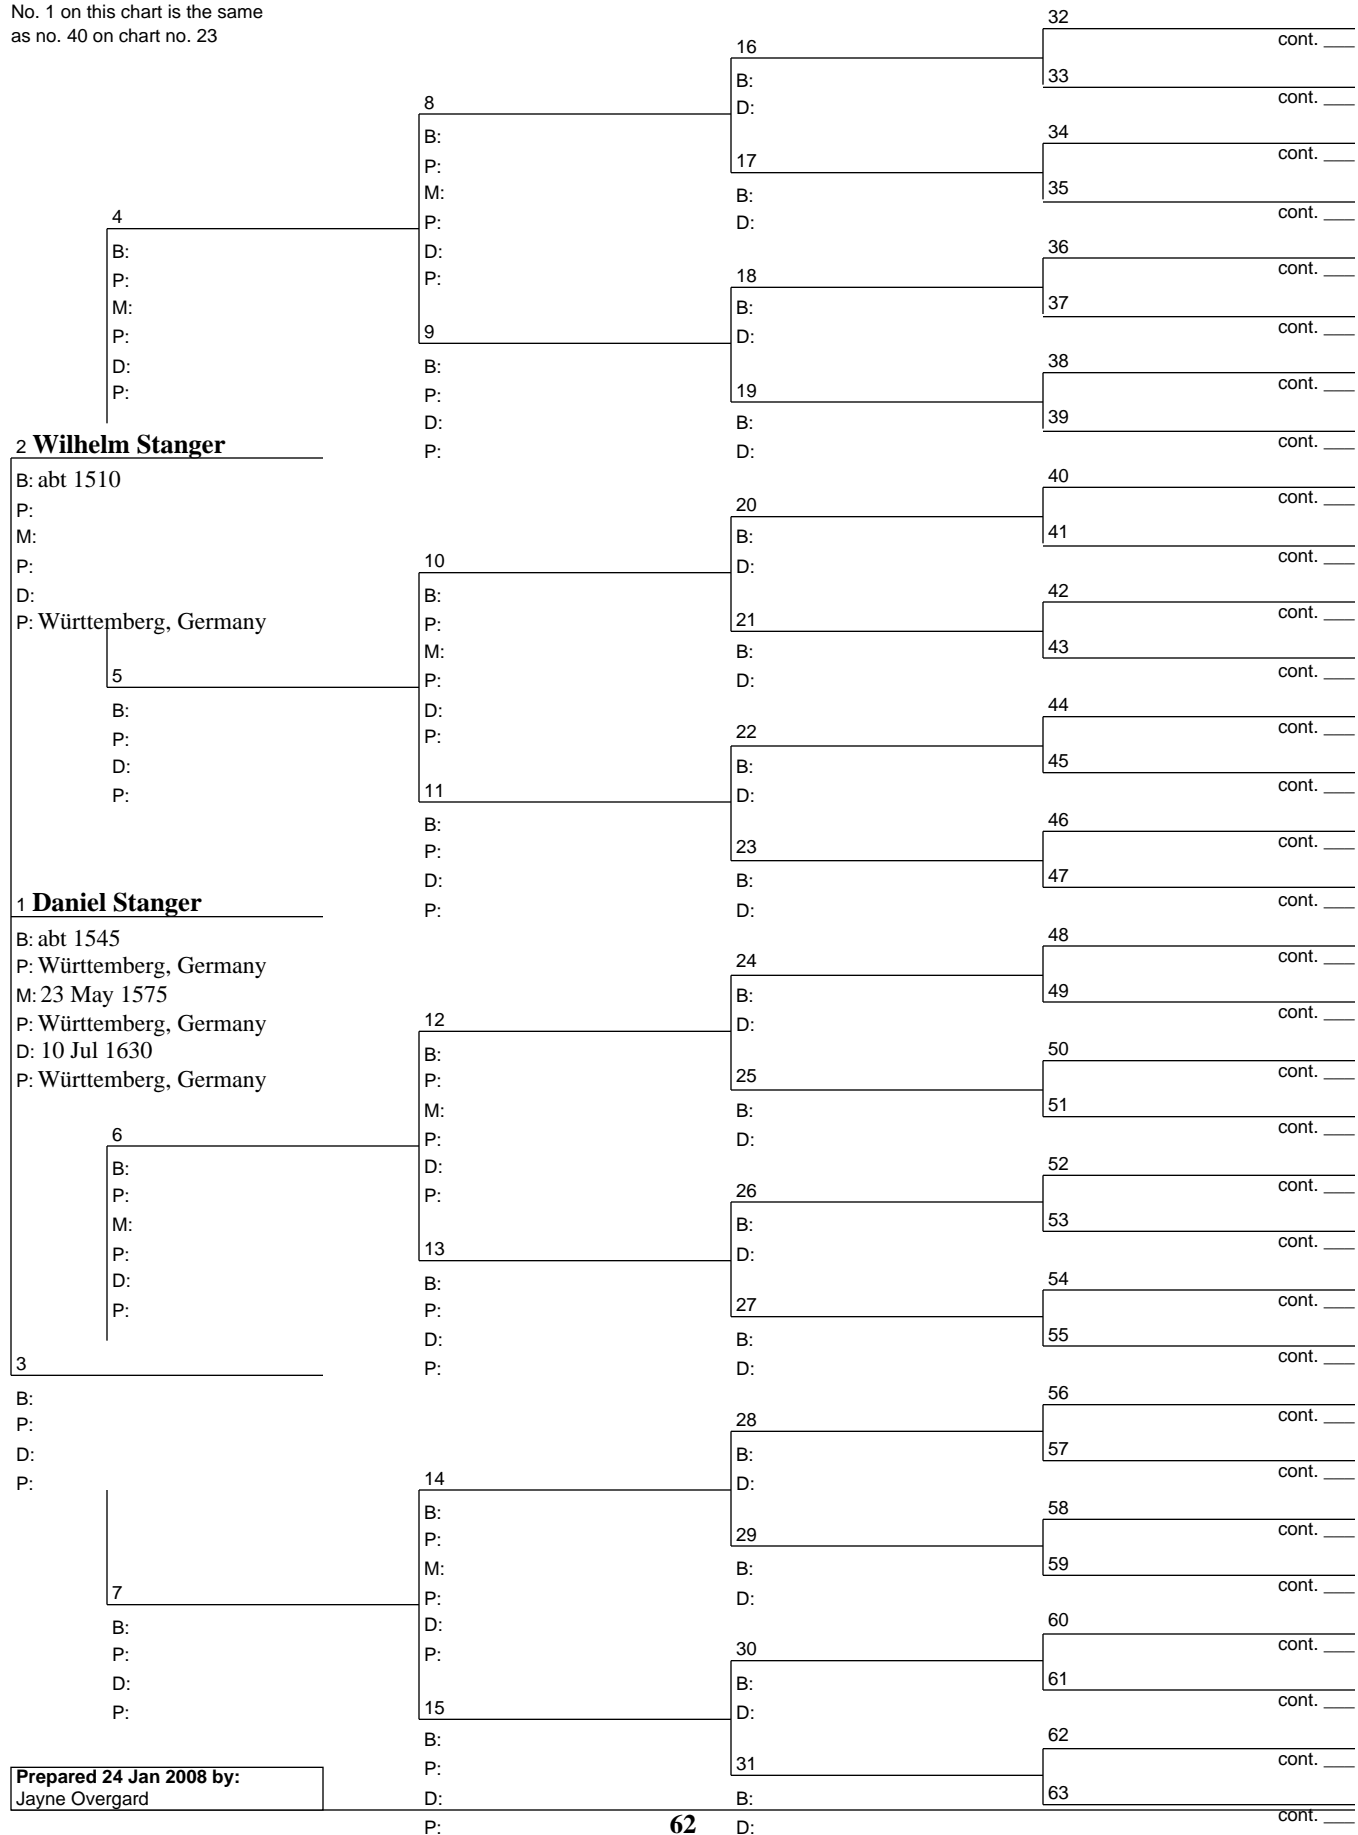 No. 1 on this chart is the same
as no. 40 on chart no. 23
4
B:
P:
M:
P:
D:
P:
2 Wilhelm Stanger
B: abt 1510
P:
M:
P:
D:
P: Württemberg, Germany
5
B:
P:
D:
P:
1 Daniel Stanger
B: abt 1545
P: Württemberg, Germany
M: 23 May 1575
P: Württemberg, Germany
D: 10 Jul 1630
P: Württemberg, Germany
6
B:
P:
M:
P:
D:
P:
3
B:
P:
D:
P:
7
B:
P:
D:
P:
8
B:
P:
M:
P:
D:
P:
9
B:
P:
D:
P:
10
B:
P:
M:
P:
D:
P:
11
B:
P:
D:
P:
12
B:
P:
M:
P:
D:
P:
13
B:
P:
D:
P:
14
B:
P:
M:
P:
D:
P:
15
B:
P:
D:
P:
16
B:
D:
17
B:
D:
18
B:
D:
19
B:
D:
20
B:
D:
21
B:
D:
22
B:
D:
23
B:
D:
24
B:
D:
25
B:
D:
26
B:
D:
27
B:
D:
28
B:
D:
29
B:
D:
30
B:
D:
31
B:
D:
32
cont. ___
33
cont. ___
34
cont. ___
35
cont. ___
36
cont. ___
37
cont. ___
38
cont. ___
39
cont. ___
40
cont. ___
41
cont. ___
42
cont. ___
43
cont. ___
44
cont. ___
45
cont. ___
46
cont. ___
47
cont. ___
48
cont. ___
49
cont. ___
50
cont. ___
51
cont. ___
52
cont. ___
53
cont. ___
54
cont. ___
55
cont. ___
56
cont. ___
57
cont. ___
58
cont. ___
59
cont. ___
60
cont. ___
61
cont. ___
62
cont. ___
63
cont. ___
Prepared 24 Jan 2008 by:
Jayne Overgard
62